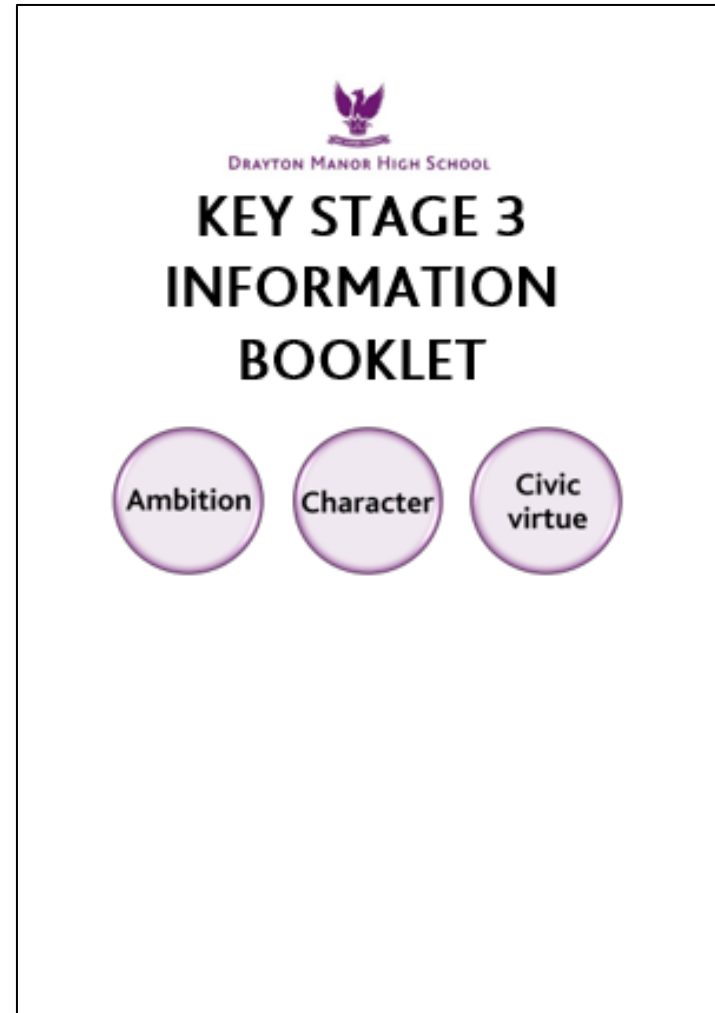 DRAYTON MANOR HIGH SCHOOL
KEY STAGE 3
INFORMATION
BOOKLET
Ambition
Character
Civic
virtue